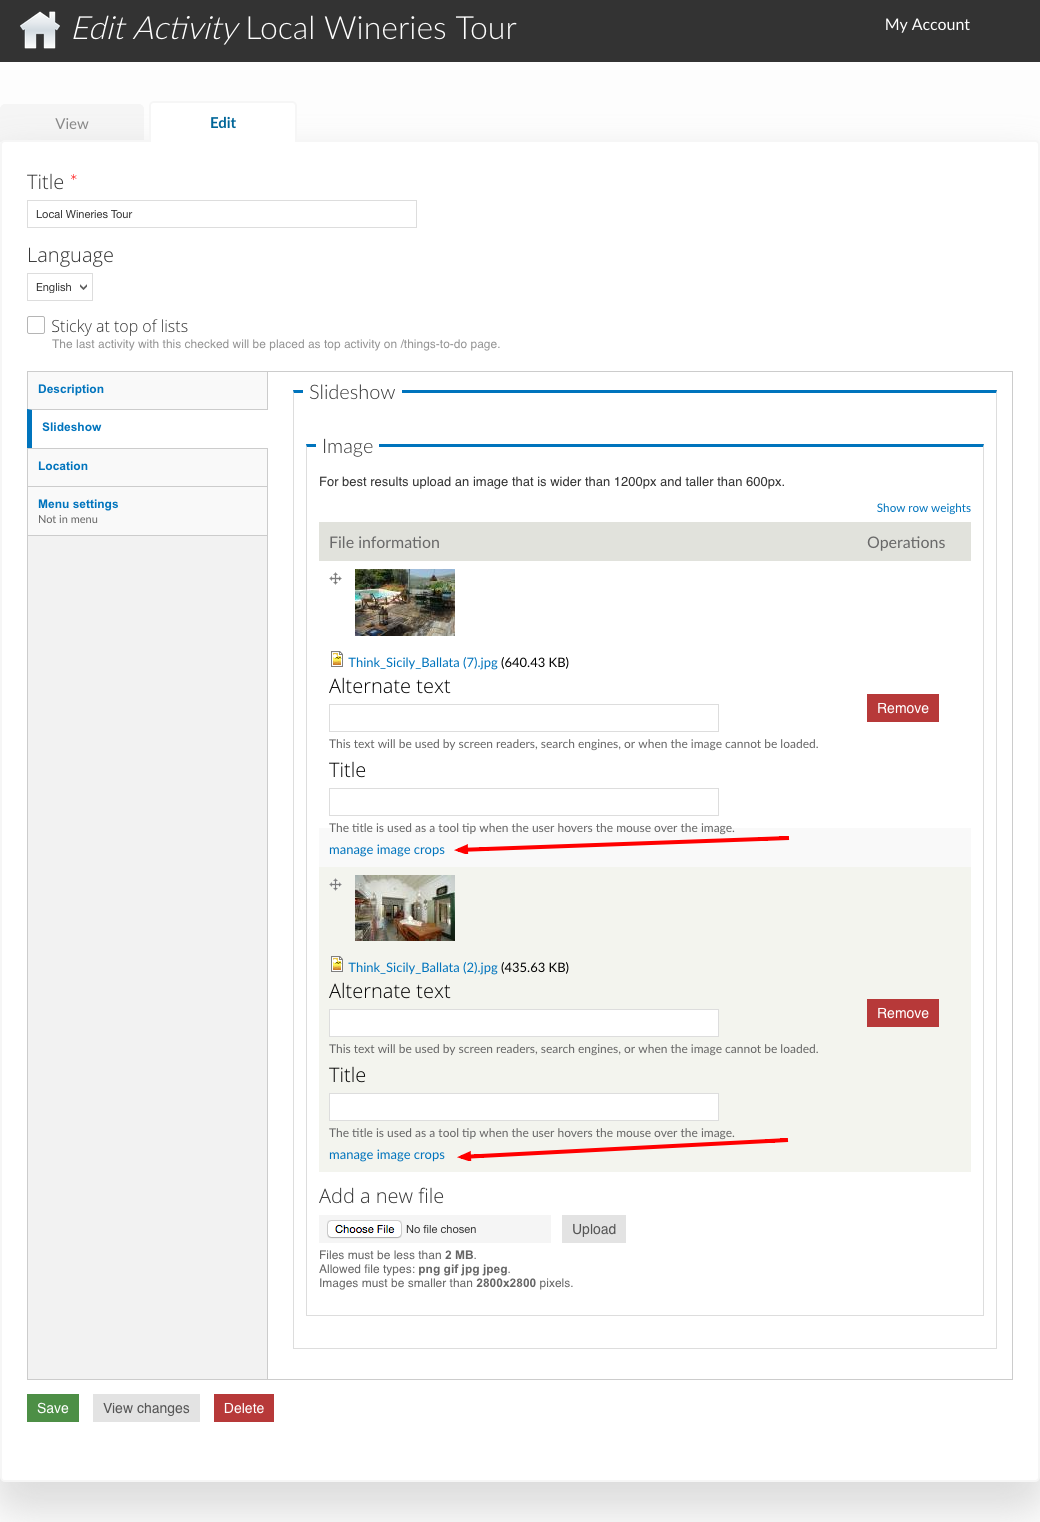 Edit Activity Local Wineries Tour
My Account
View
Edit
Title *
Local Wineries Tour
Language
English
Sticky at top of lists
The last activity with this checked will be placed as top activity on /things-to-do page.
Description
Slideshow
Location
Menu settings
Not in menu
Slideshow
Image
For best results upload an image that is wider than 1200px and taller than 600px.
Show row weights
File information
Operations
Think_Sicily_Ballata (7).jpg (640.43 KB)
Alternate text
Remove
This text will be used by screen readers, search engines, or when the image cannot be loaded.
Title
The title is used as a tool tip when the user hovers the mouse over the image.
manage image crops
Think_Sicily_Ballata (2).jpg (435.63 KB)
Alternate text
Remove
This text will be used by screen readers, search engines, or when the image cannot be loaded.
Title
The title is used as a tool tip when the user hovers the mouse over the image.
manage image crops
Add a new file
Choose File No file chosen
Upload
Files must be less than 2 MB.
Allowed file types: png gif jpg jpeg.
Images must be smaller than 2800x2800 pixels.
Save
View changes
Delete